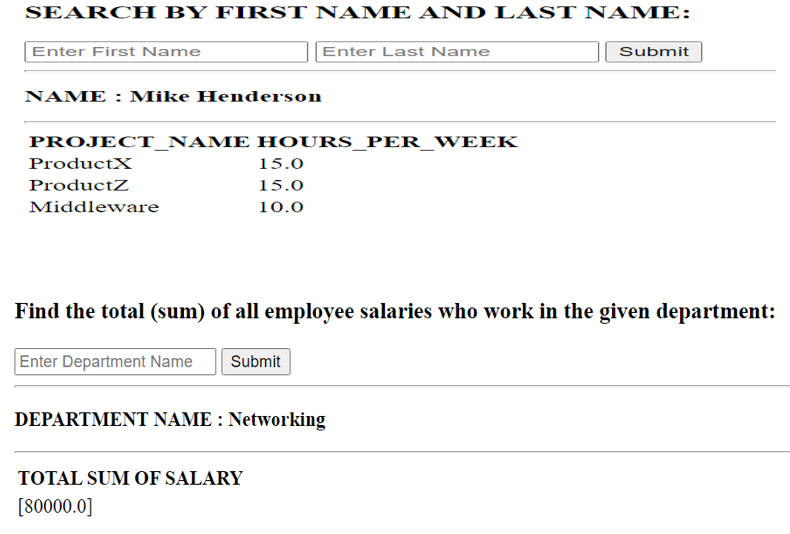 SEARCH BY FIRST NAME AND LAST NAME:
Enter First Name Enter Last Name Submit
NAME : Mike Henderson
PROJECT_NAME HOURS_PER_WEEK
ProductX 15.0
ProductZ 15.0
Middleware 10.0
Find the total (sum) of all employee salaries who work in the given department:
Enter Department Name Submit
DEPARTMENT NAME : Networking
TOTAL SUM OF SALARY
[80000.0]